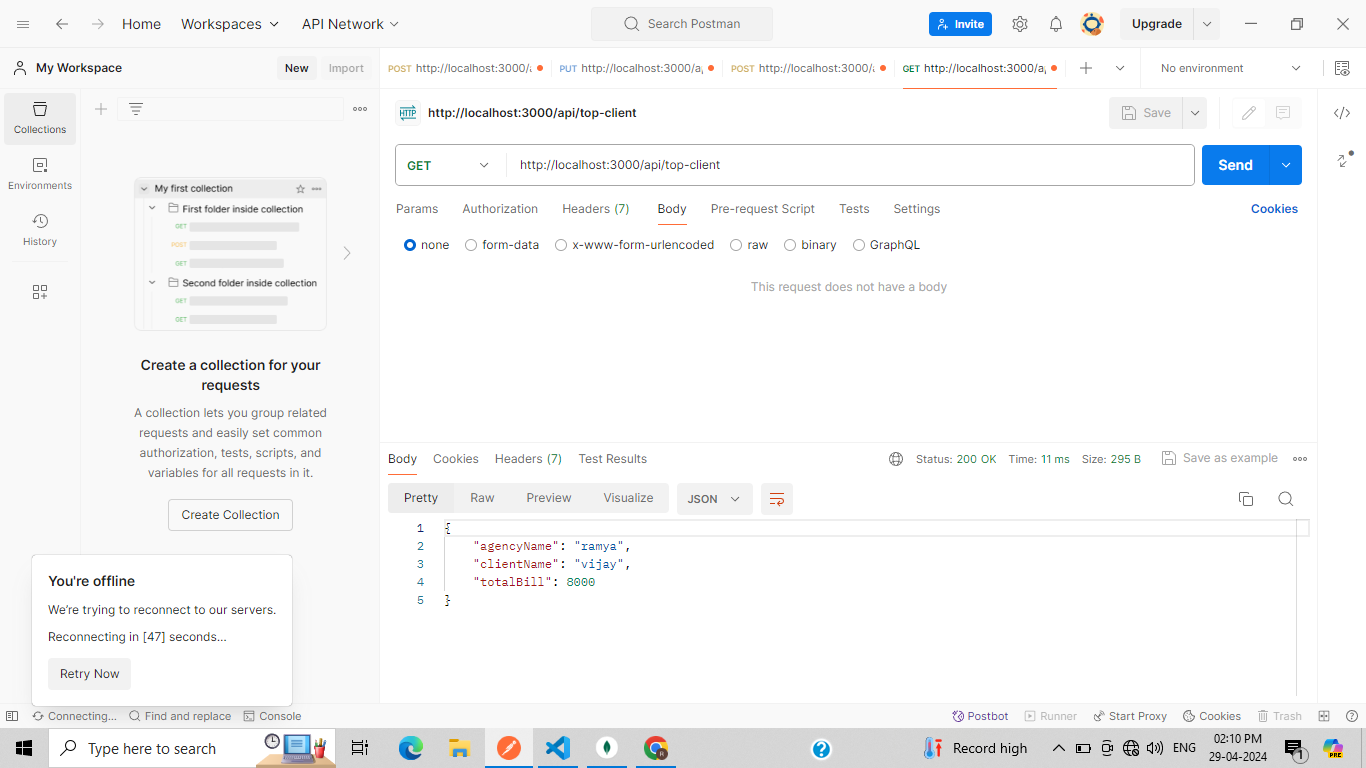 Home
Workspaces
API Network
Search Postman
Invite
Upgrade
My Workspace
New
Import
POST http://localhost:3000/
PUT http://localhost:3000/a
POST http://localhost:3000/
GET http://localhost:3000/a
No environment
Collections
Environments
History
My first collection
First folder inside collection
GET
POST
GET
Second folder inside collection
GET
GET
Create a collection for your
requests
A collection lets you group related
requests and easily set common
authorization, tests, scripts, and
variables for all requests in it.
Create Collection
You're offline
We’re trying to reconnect to our servers.
Reconnecting in [47] seconds...
Retry Now
HTTP http://localhost:3000/api/top-client
Save
GET
http://localhost:3000/api/top-client
Send
Params
Authorization
Headers (7)
Body
Pre-request Script
Tests
Settings
Cookies
none
form-data
x-www-form-urlencoded
raw
binary
GraphQL
This request does not have a body
Body
Cookies
Headers (7)
Test Results
Status: 200 OK
Time: 11 ms
Size: 295 B
Save as example
Pretty
Raw
Preview
Visualize
JSON
1 {
2 "agencyName": "ramya",
3 "clientName": "vijay",
4 "totalBill": 8000
5 }
Connecting...
Find and replace
Console
Postbot
Runner
Start Proxy
Cookies
Trash
Type here to search
R
Record high
ENG
02:10 PM
29-04-2024
1
PRE